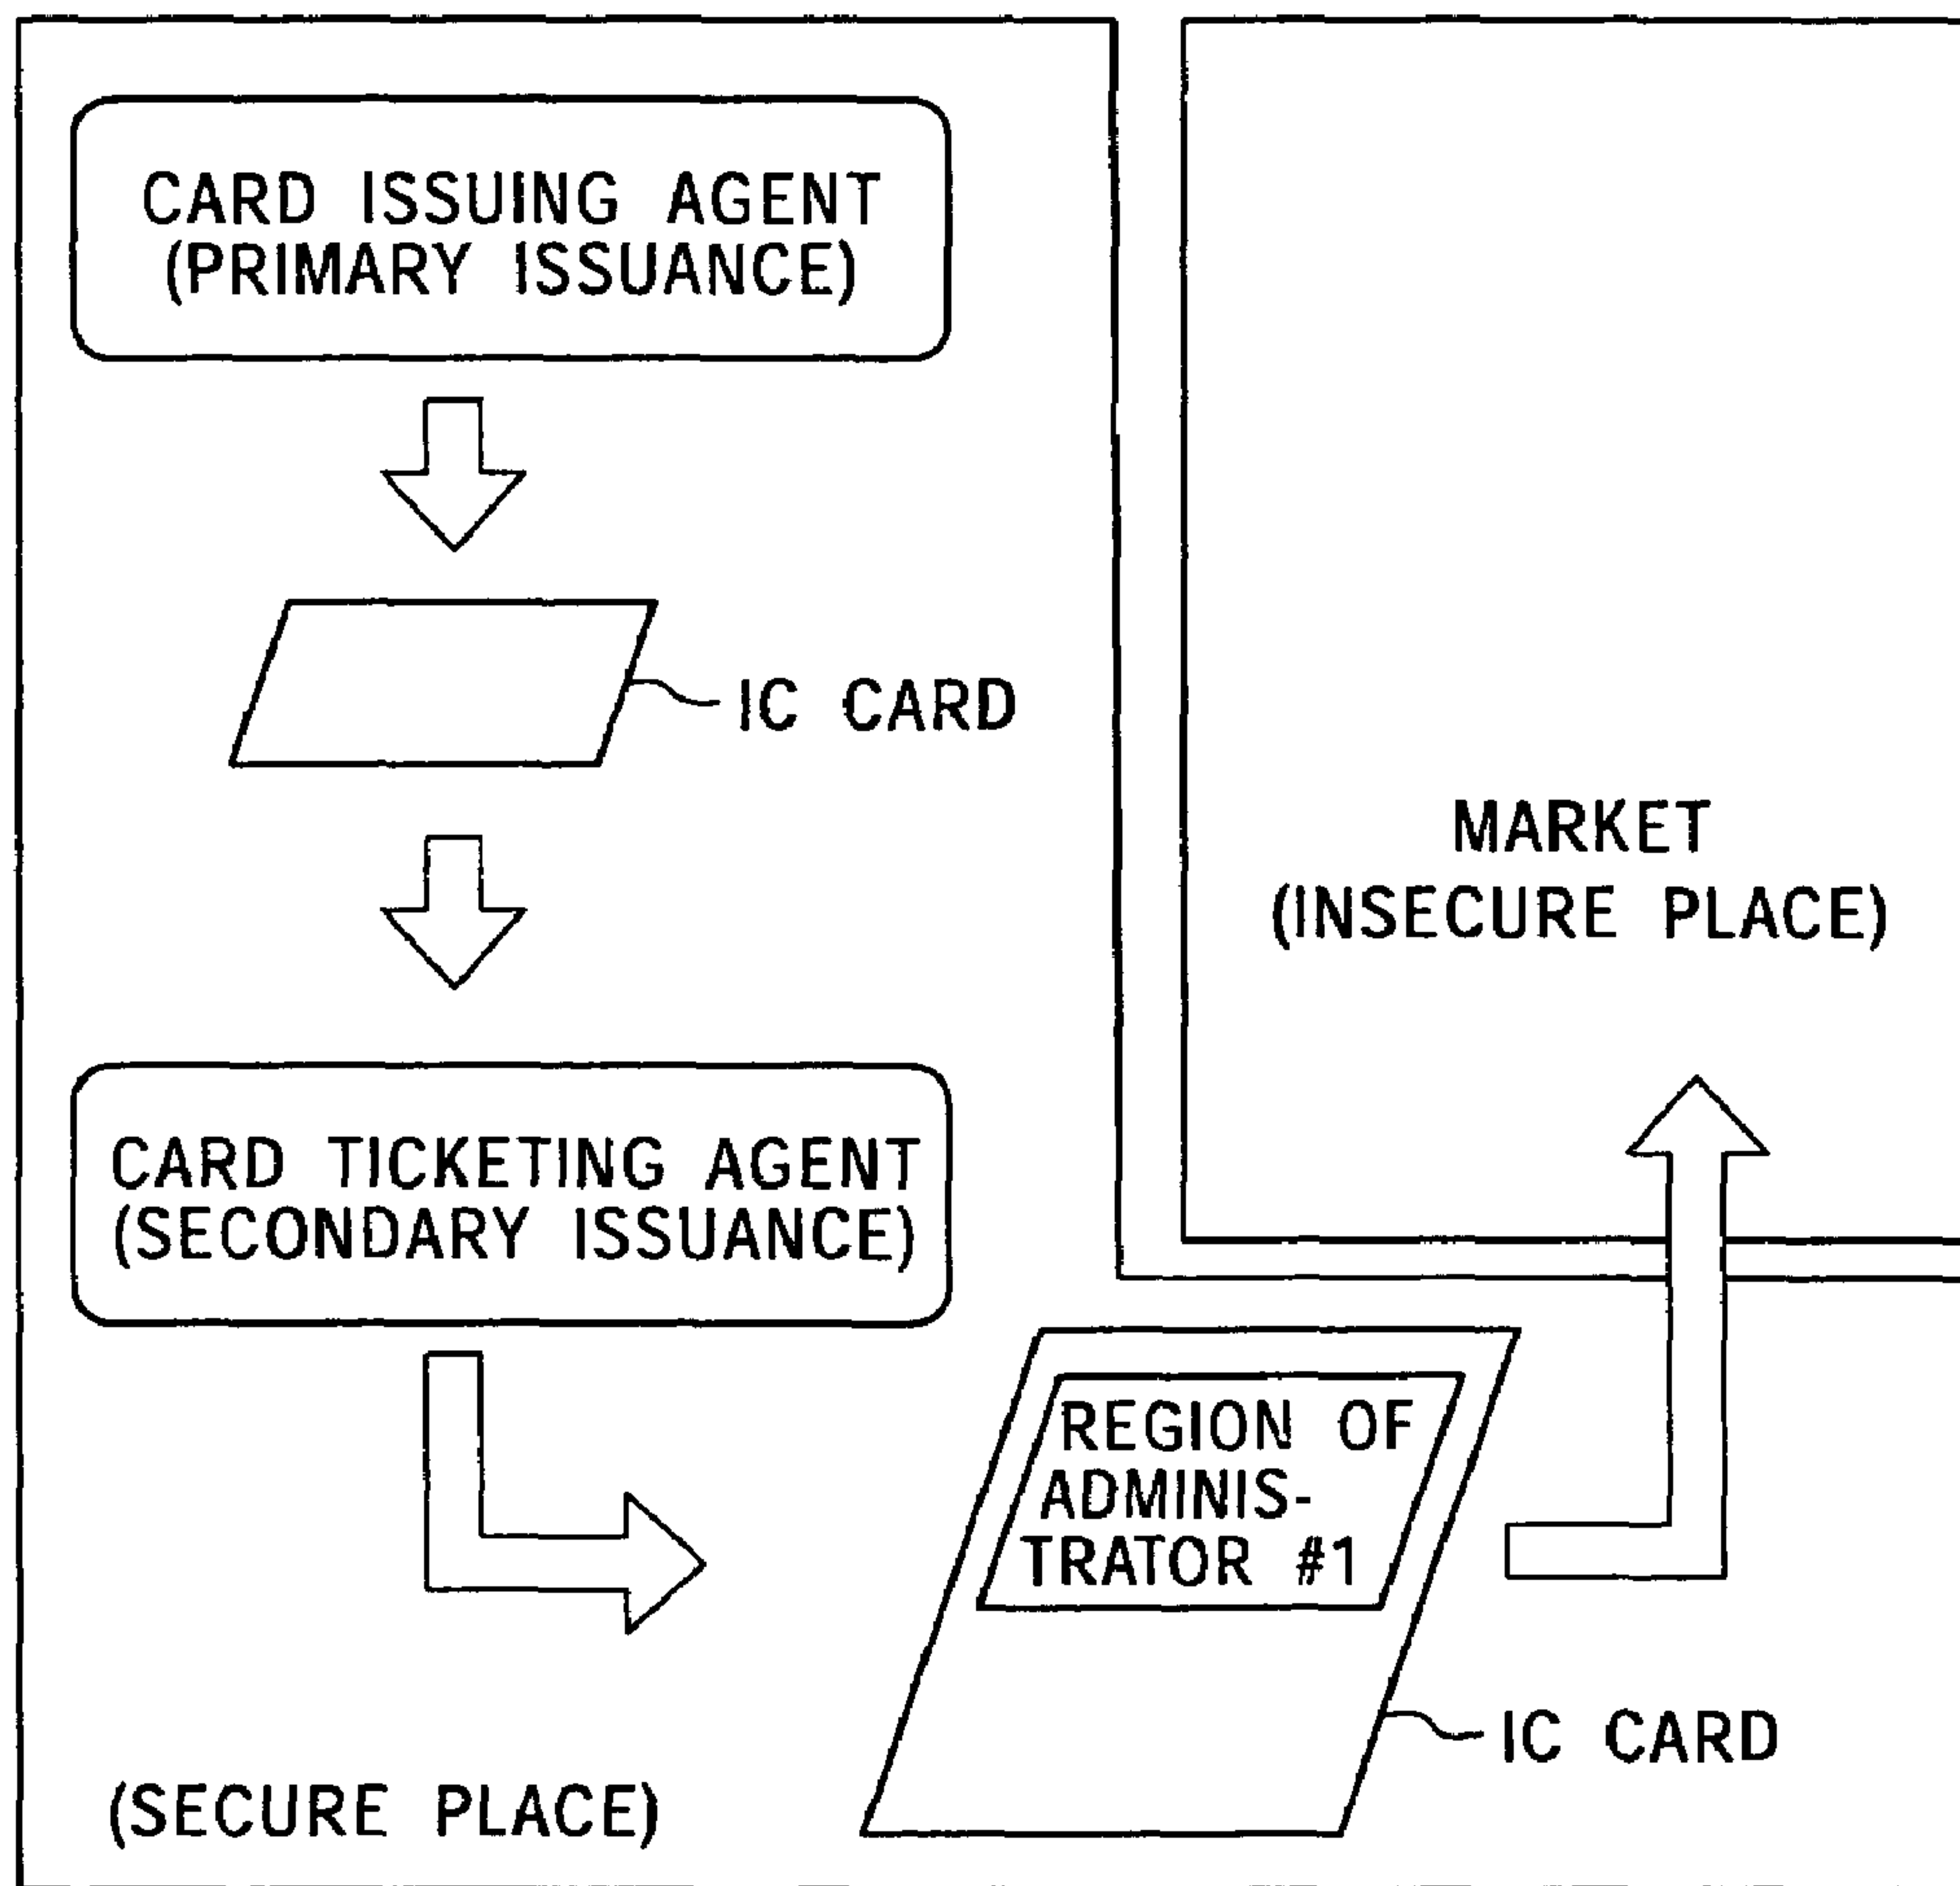 CARD ISSUING AGENT
(PRIMARY ISSUANCE)
IC CARD
CARD TICKETING AGENT
(SECONDARY ISSUANCE)
MARKET
(INSECURE PLACE)
REGION OF
ADMINIS-
TRATOR #1
IC CARD
(SECURE PLACE)